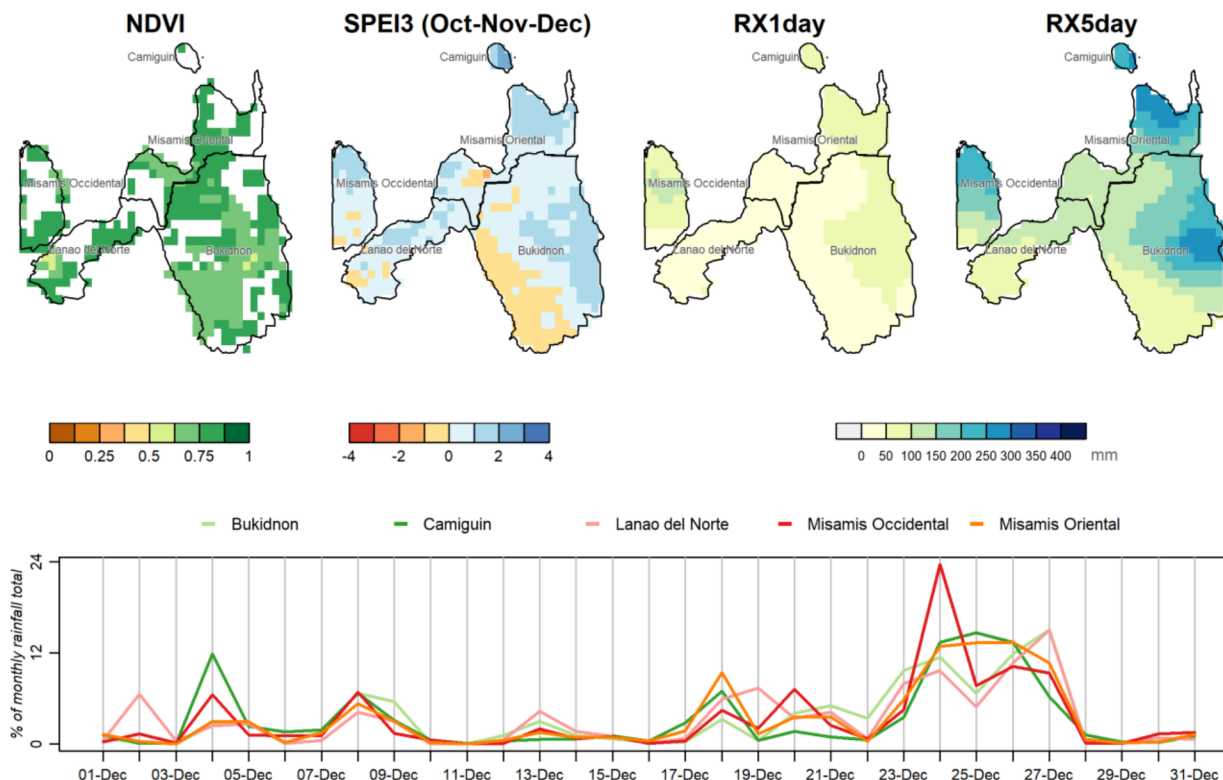 NDVI SPEI3 (Oct-Nov-Dec) RX1day RX5day
Camiguin Camiguin Camiguin Camiguin
Misamis Oriental Misamis Oriental Misamis Oriental Misamis Oriental
Misamis Occidental Misamis Occidental Misamis Occidental Misamis Occidental
Lanao del Norte Bukidnon Lanao del Norte Bukidnon Lanao del Norte Bukidnon Lanao del Norte Bukidnon
0 0.25 0.5 0.75 1 -4 -2 0 2 4 0 50 100 150 200 250 300 350 400 mm
Bukidnon Camiguin Lanao del Norte Misamis Occidental Misamis Oriental
% of monthly rainfall total
24
12
0
01-Dec 03-Dec 05-Dec 07-Dec 09-Dec 11-Dec 13-Dec 15-Dec 17-Dec 19-Dec 21-Dec 23-Dec 25-Dec 27-Dec 29-Dec 31-Dec